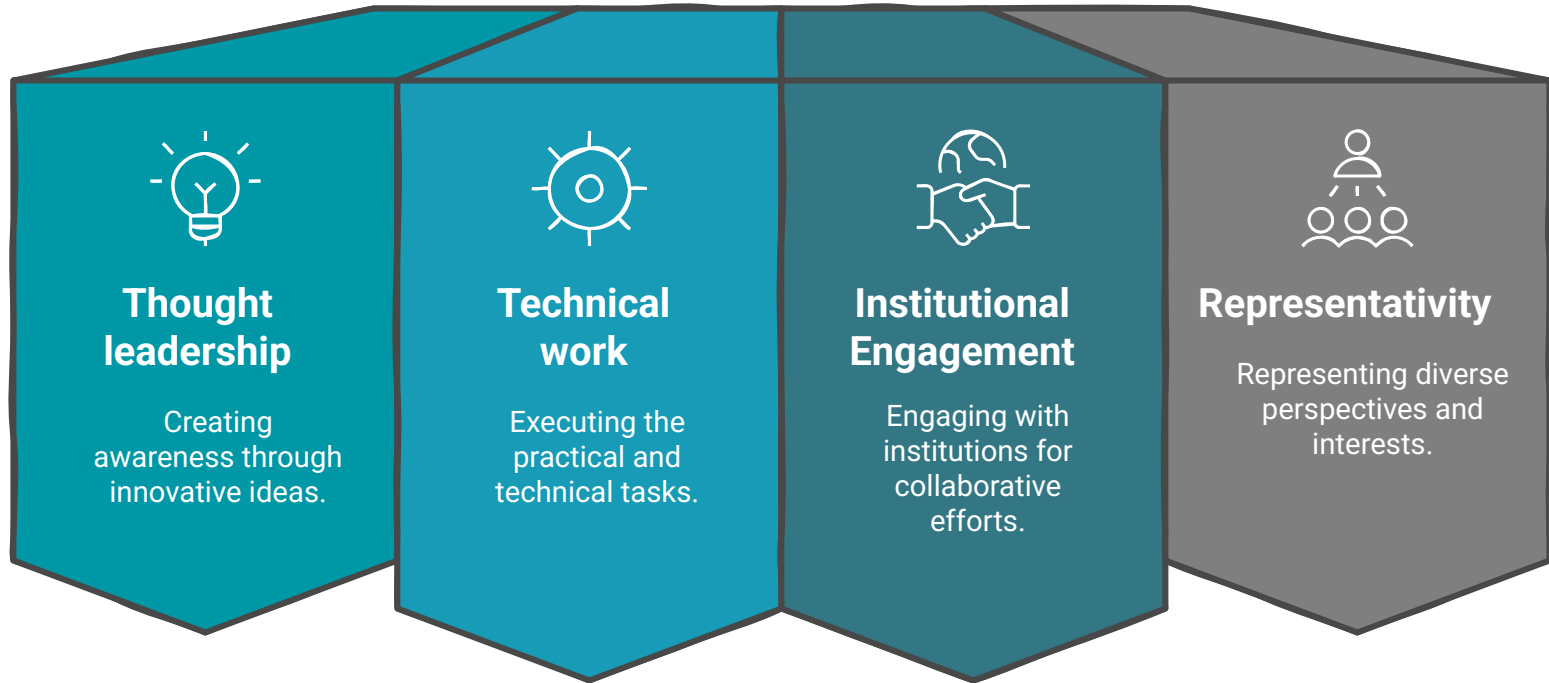 Thought
leadership
Creating
awareness through
innovative ideas.
Technical
work
Executing the
practical and
technical tasks.
Institutional
Engagement
Engaging with
institutions for
collaborative
efforts.
Representativity
Representing diverse
perspectives and
interests.